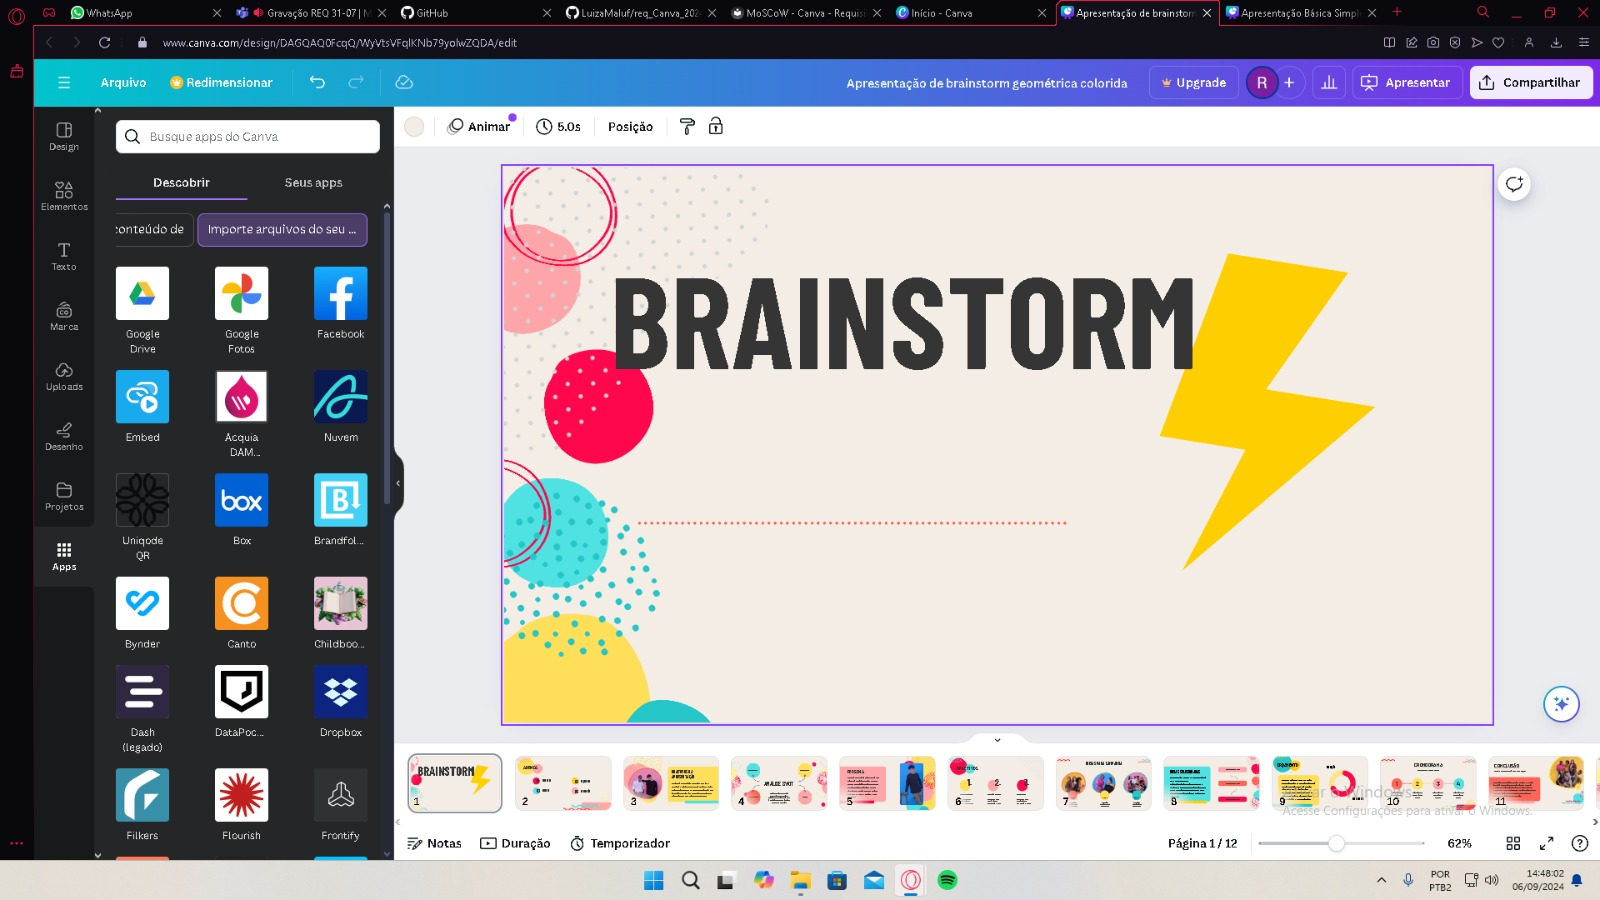 WhatsApp
Gravação REQ 31-07 | M
GitHub
LuizaMaluf/req_Canva_202
MoSCoW - Canva - Requisi
Início - Canva
Apresentação de brainstorm
Apresentação Básica Simpl
www.canva.com/design/DAGQAQ0FcqQ/WyVtsVFqlKNb79yolwZQDA/edit
Arquivo
Redimensionar
Apresentação de brainstorm geométrica colorida
Upgrade
R
Apresentar
Compartilhar
Animar
5.0s
Posição
Design
Elementos
Texto
Marca
Uploads
Desenho
Projetos
Apps
Busque apps do Canva
Descobrir
Seus apps
conteúdo de
Importe arquivos do seu ...
Google Drive
Google Fotos
Facebook
Embed
Acquia DAM...
Nuvem
Uniqode QR
box
Box
Brandfol...
Bynder
Canto
Childboo...
Dash (legado)
DataPoc...
Dropbox
Filkers
Flourish
Frontify
BRAINSTORM
BRAINSTORM
1
2
3
4
5
6
7
8
9
10
CRONOGRAMA
11
CONCLUSÃO
Acesse Configurações para ativar o Windows.
Notas
Duração
Temporizador
Página 1 / 12
62%
POR
PTB2
14:48:02
06/09/2024